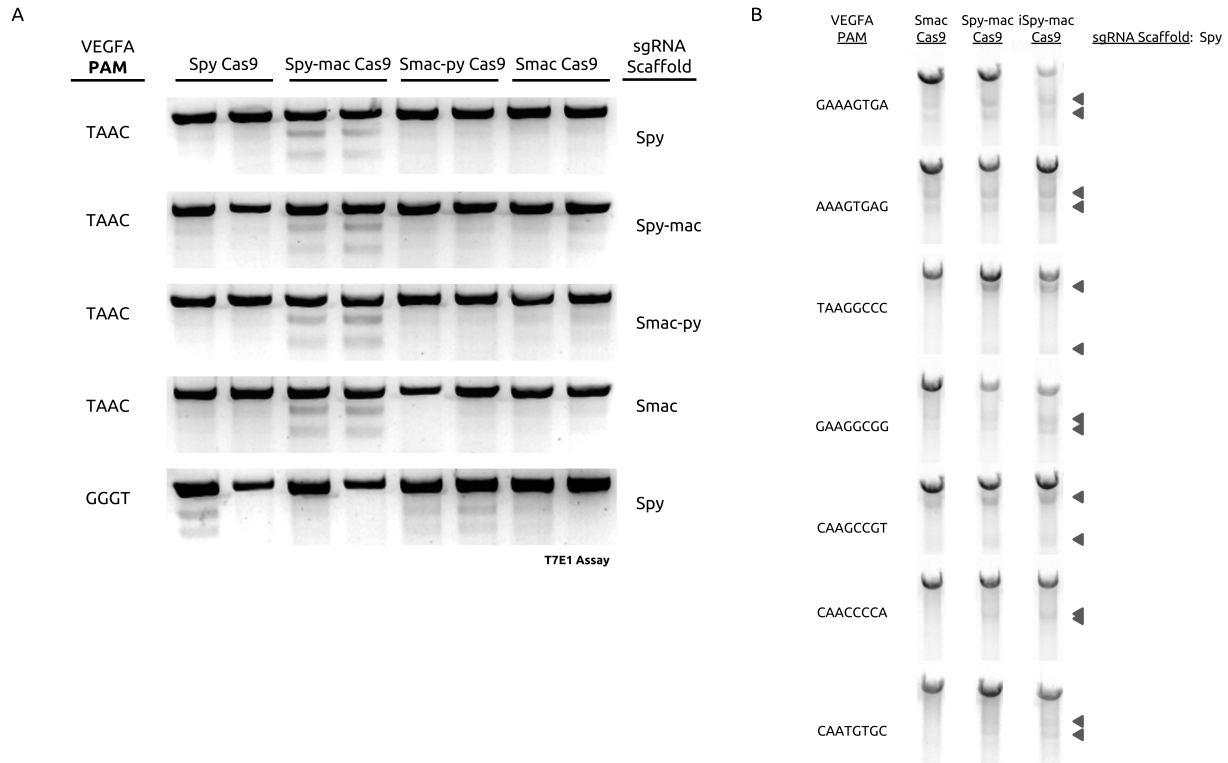 A
VEGFA
PAM
Spy Cas9
Spy-mac Cas9
Smac-py Cas9
Smac Cas9
sgRNA
Scaffold
TAAC
Spy
TAAC
Spy-mac
TAAC
Smac-py
TAAC
Smac
GGGT
Spy
T7E1 Assay
B
VEGFA
PAM
Smac
Cas9
Spy-mac
Cas9
iSpy-mac
Cas9
sgRNA Scaffold: Spy
GAAAGTGA
AAAGTGAG
TAAGGCCC
GAAGGCGG
CAAGCCGT
CAACCCCA
CAATGTGC